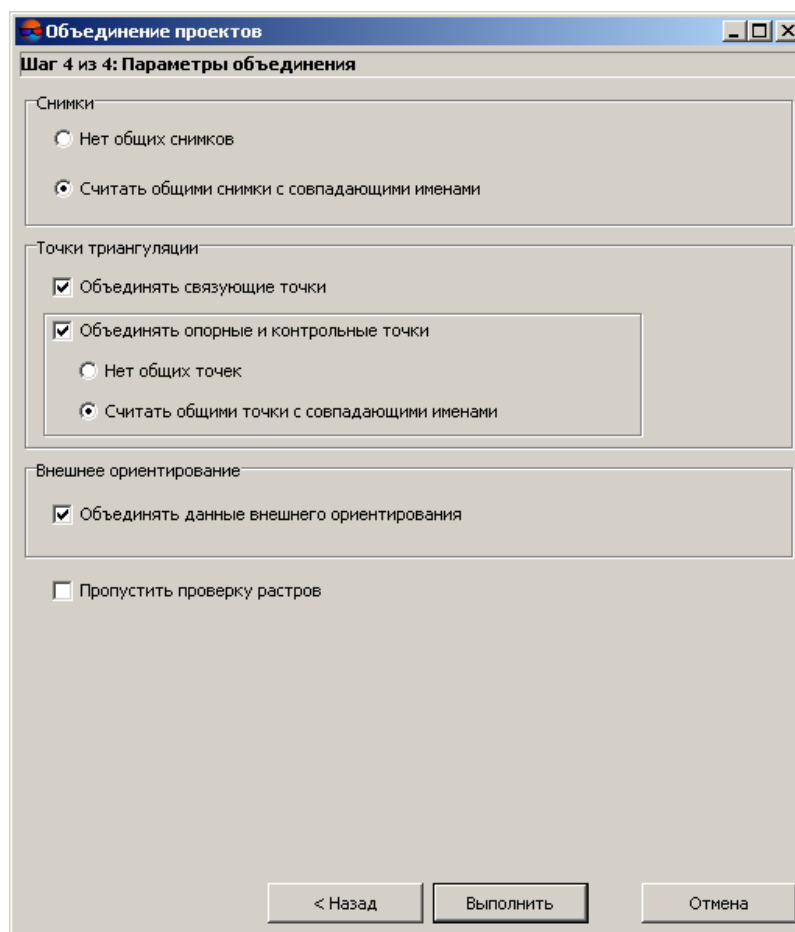 Объединение проектов
Шаг 4 из 4: Параметры объединения
Снимки
Нет общих снимков
Считать общими снимки с совпадающими именами
Точки триангуляции
Объединять связующие точки
Объединять опорные и контрольные точки
Нет общих точек
Считать общими точки с совпадающими именами
Внешнее ориентирование
Объединять данные внешнего ориентирования
Пропустить проверку растров
< Назад Выполнить Отмена